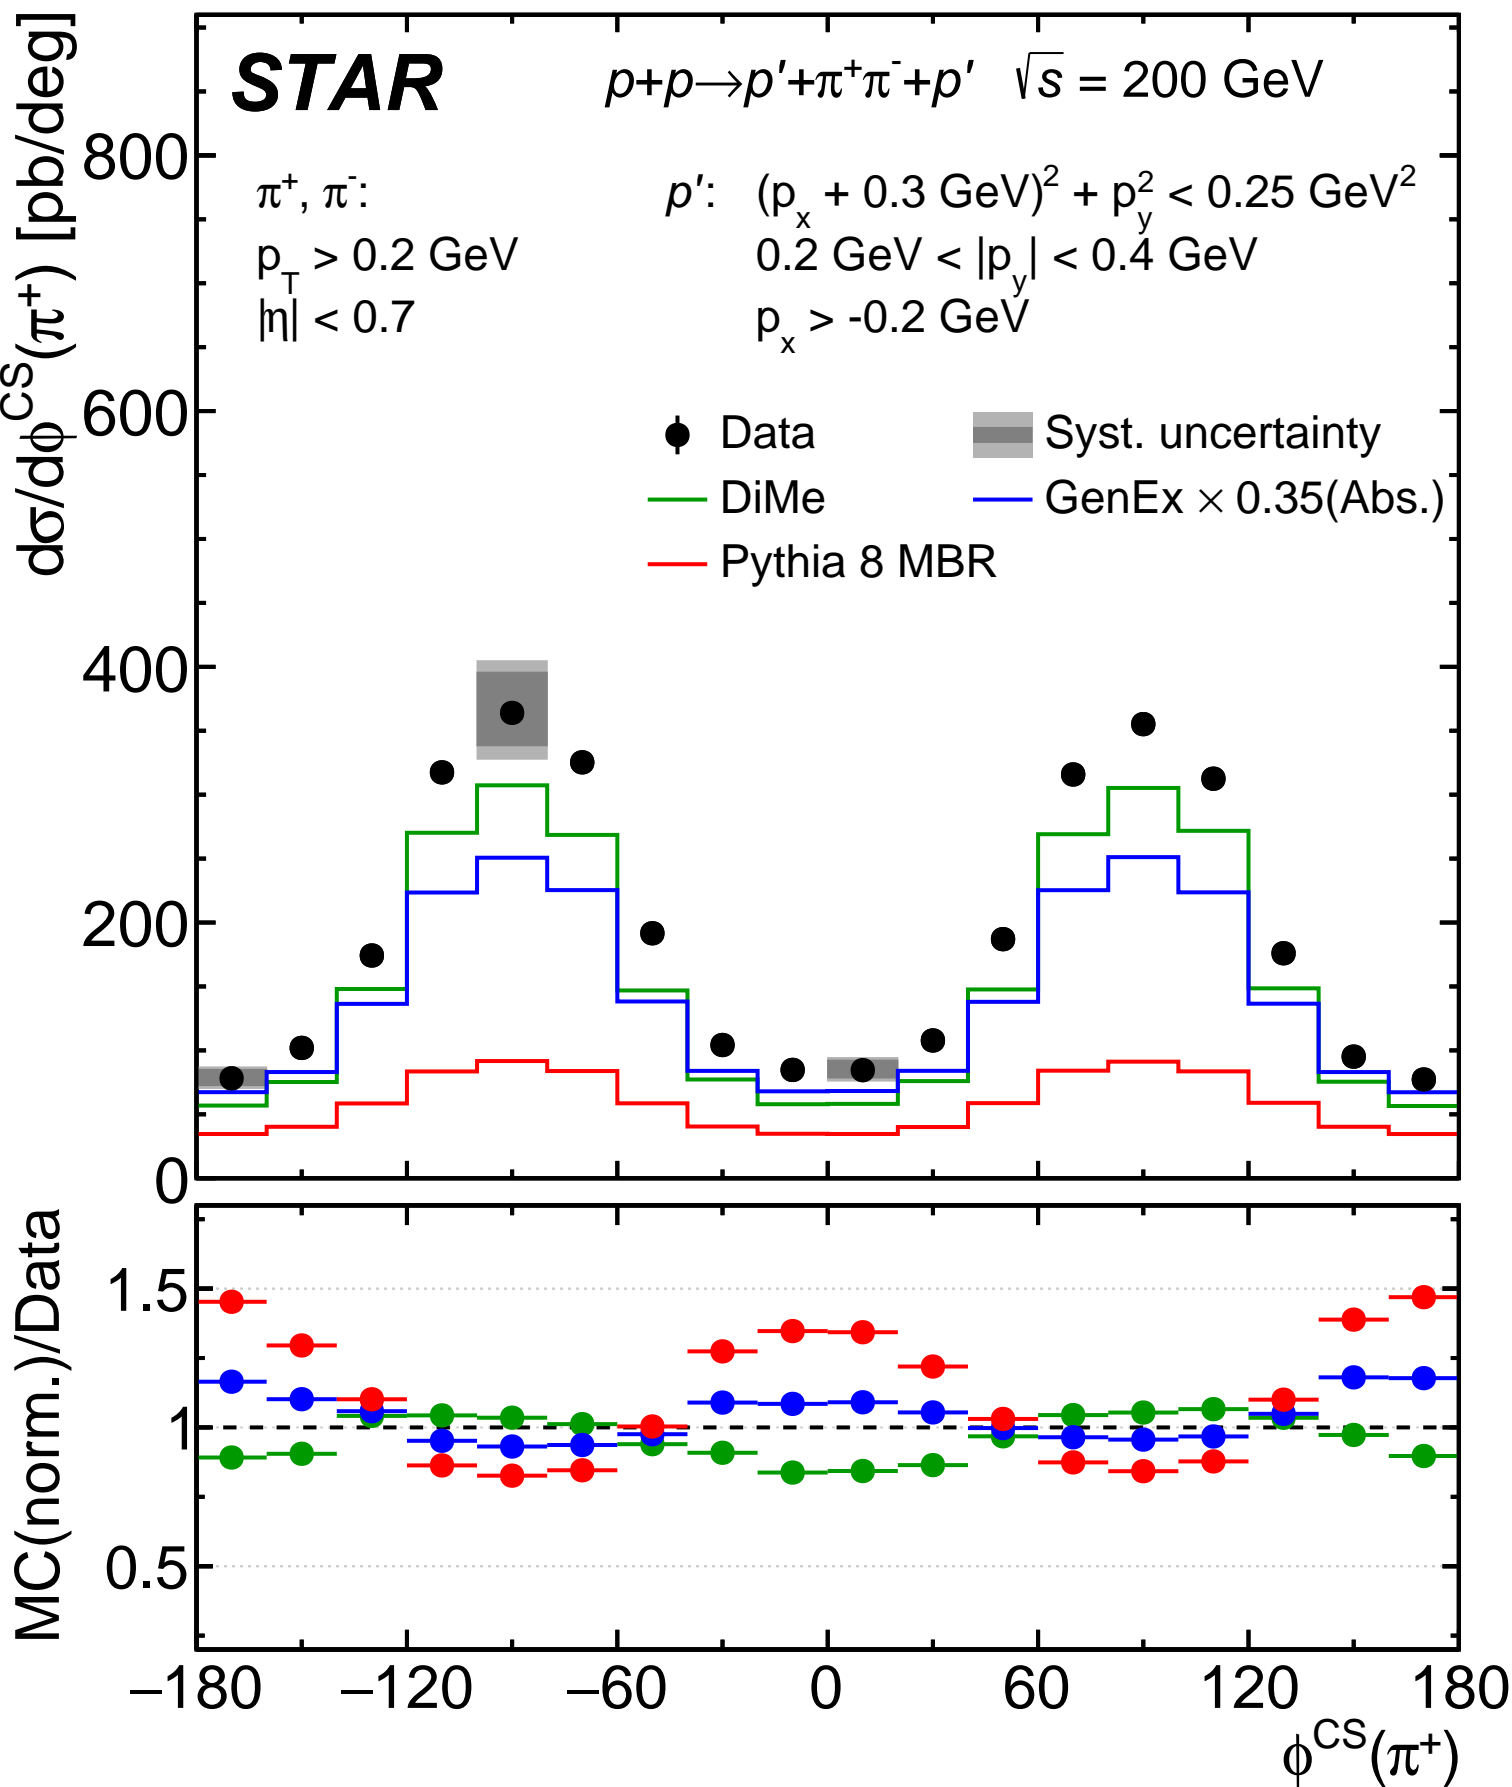 STAR p+p→p′+π⁺π⁻+p′ √s = 200 GeV
π⁺, π⁻: p′: (pₓ + 0.3 GeV)² + p_y² < 0.25 GeV²
p_T > 0.2 GeV 0.2 GeV < |p_y| < 0.4 GeV
|η| < 0.7 pₓ > -0.2 GeV
Data Syst. uncertainty
DiMe GenEx × 0.35(Abs.)
Pythia 8 MBR
dσ/dϕ^CS(π⁺) [pb/deg]
800
600
400
200
0
MC(norm.)/Data
1.5
1
0.5
−180 −120 −60 0 60 120 180
ϕ^CS(π⁺)